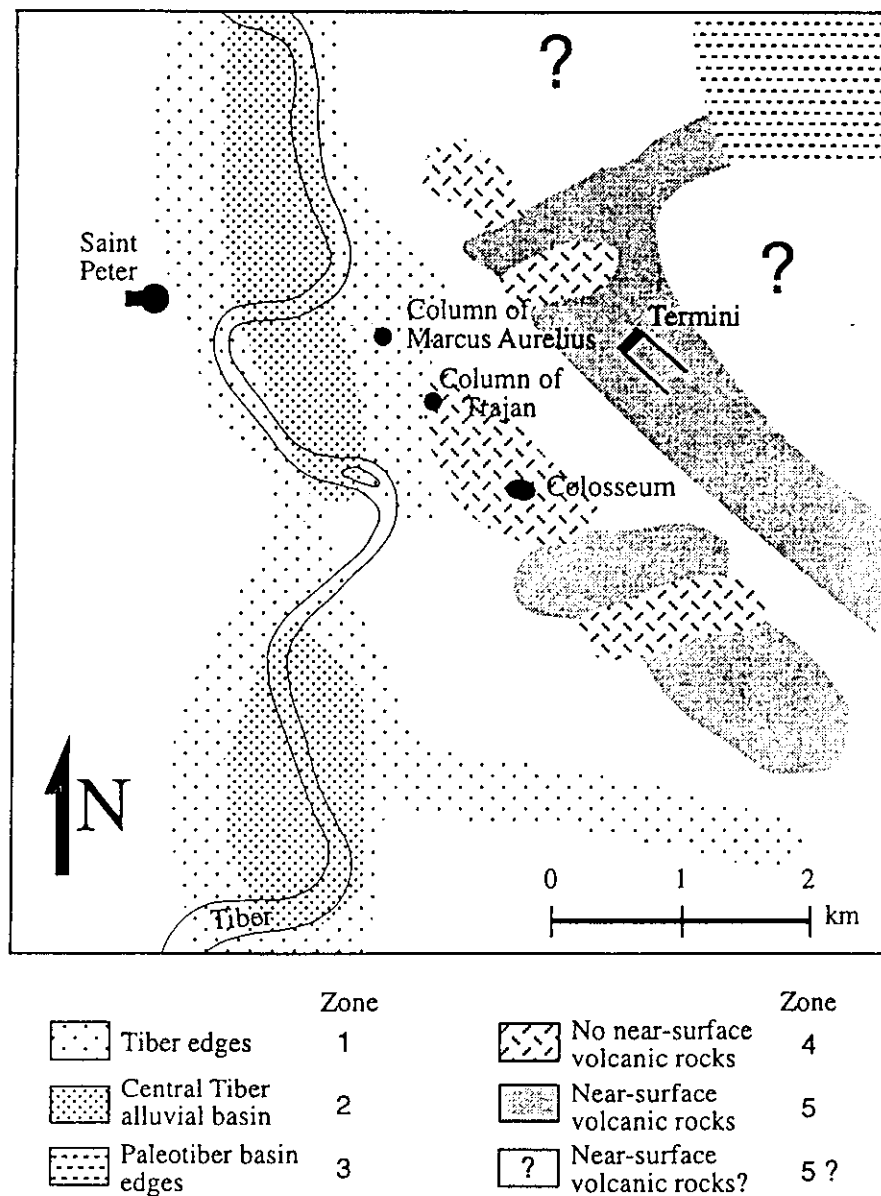 ?
Saint
Peter
?
Column of
Marcus Aurelius
Termini
Column of
Trajan
Colosseum
N
0 1 2
km
Tiber
Zone
Tiber edges 1
Central Tiber
alluvial basin 2
Paleotiber basin
edges 3
Zone
No near-surface
volcanic rocks 4
Near-surface
volcanic rocks 5
? Near-surface
volcanic rocks? 5 ?